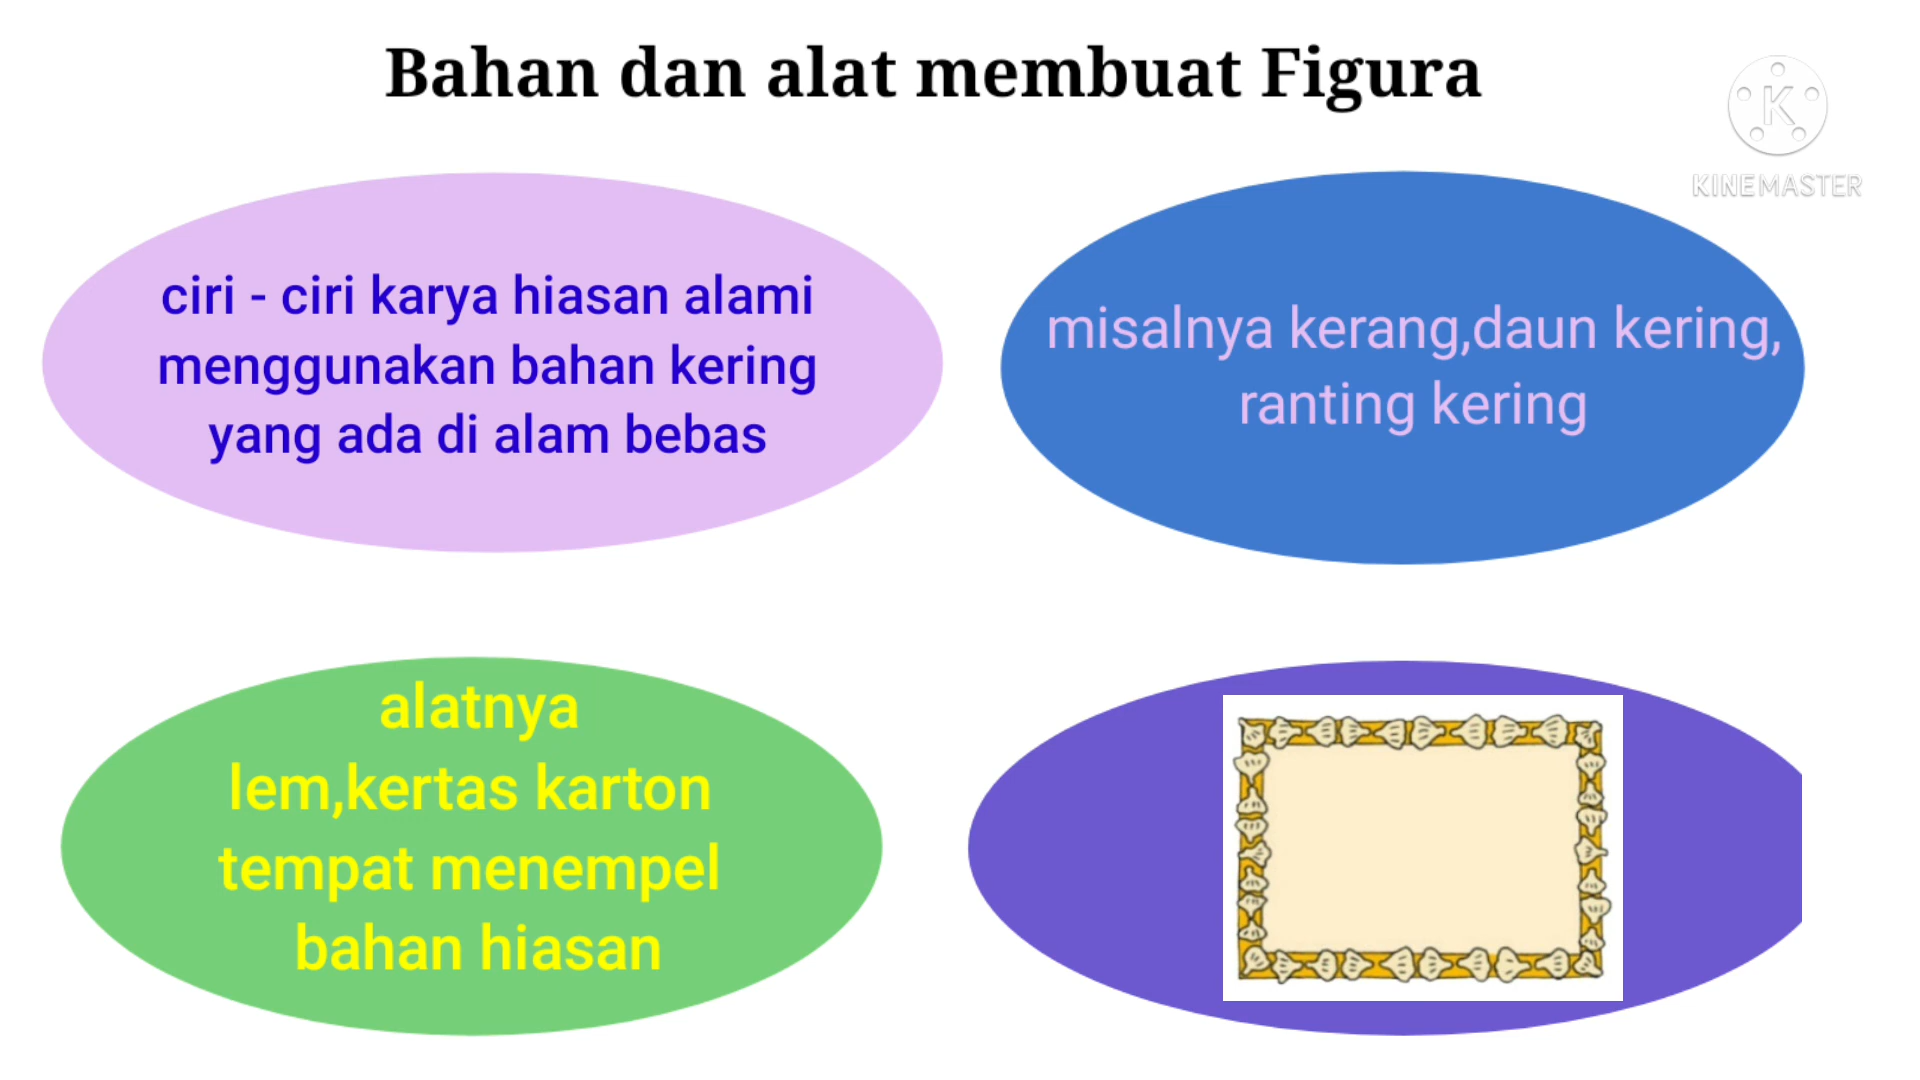 Bahan dan alat membuat Figura
K
KINEMASTER
ciri - ciri karya hiasan alami
menggunakan bahan kering
yang ada di alam bebas
misalnya kerang,daun kering,
ranting kering
alatnya
lem,kertas karton
tempat menempel
bahan hiasan